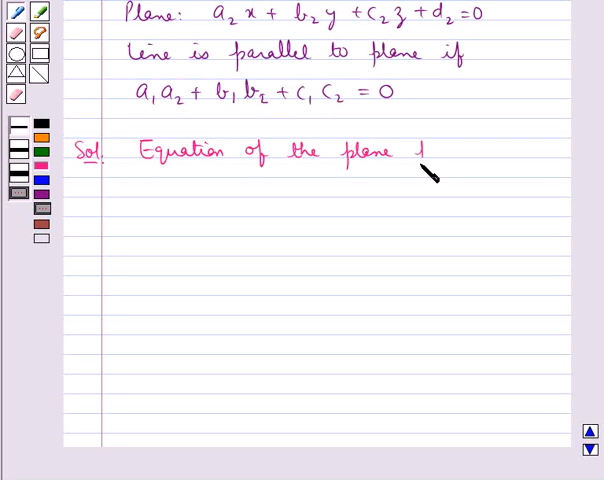 Plane: a₂x + b₂y + c₂z + d₂ = 0
Line is parallel to plane if
a₁a₂ + b₁b₂ + c₁c₂ = 0
Sol. Equation of the plane